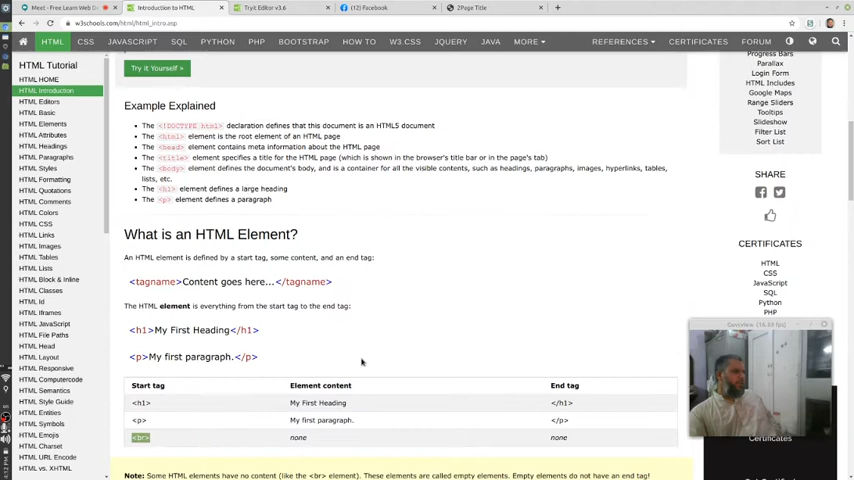 Meet - Free Learn Web De
Introduction to HTML
Tryit Editor v3.6
(12) Facebook
Page Title
w3schools.com/html/html_intro.asp
HTML CSS JAVASCRIPT SQL PYTHON PHP BOOTSTRAP HOW TO W3.CSS JQUERY JAVA MORE REFERENCES CERTIFICATES FORUM
HTML Tutorial
HTML HOME
HTML Introduction
HTML Editors
HTML Basic
HTML Elements
HTML Attributes
HTML Headings
HTML Paragraphs
HTML Styles
HTML Formatting
HTML Quotations
HTML Comments
HTML Colors
HTML CSS
HTML Links
HTML Images
HTML Tables
HTML Lists
HTML Block & Inline
HTML Classes
HTML Id
HTML Iframes
HTML JavaScript
HTML File Paths
HTML Head
HTML Layout
HTML Responsive
HTML Computercode
HTML Semantics
HTML Style Guide
HTML Entities
HTML Symbols
HTML Emojis
HTML Charset
HTML URL Encode
HTML vs. XHTML
Try it Yourself »
Example Explained
The <!DOCTYPE html> declaration defines that this document is an HTML5 document
The <html> element is the root element of an HTML page
The <head> element contains meta information about the HTML page
The <title> element specifies a title for the HTML page (which is shown in the browser's title bar or in the page's tab)
The <body> element defines the document's body, and is a container for all the visible contents, such as headings, paragraphs, images, hyperlinks, tables,
lists, etc.
The <h1> element defines a large heading
The <p> element defines a paragraph
What is an HTML Element?
An HTML element is defined by a start tag, some content, and an end tag:
<tagname>Content goes here...</tagname>
The HTML element is everything from the start tag to the end tag:
<h1>My First Heading</h1>
<p>My first paragraph.</p>
Start tag Element content End tag
<h1> My First Heading </h1>
<p> My first paragraph. </p>
<br> none none
Note: Some HTML elements have no content (like the <br> element). These elements are called empty elements. Empty elements do not have an end tag!
Progress Bars
Parallax
Login Form
HTML Includes
Google Maps
Range Sliders
Tooltips
Slideshow
Filter List
Sort List
SHARE
CERTIFICATES
HTML
CSS
JavaScript
SQL
Python
PHP
Certificates